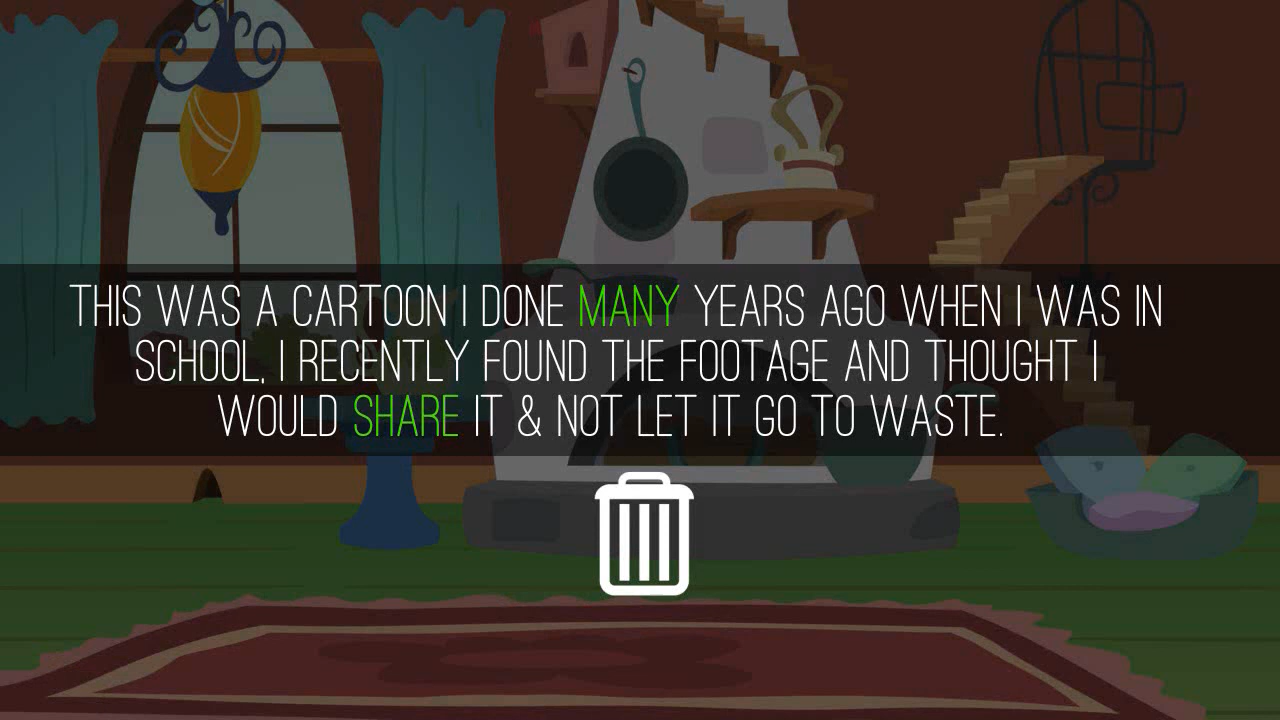 THIS WAS A CARTOON I DONE MANY YEARS AGO WHEN I WAS IN
SCHOOL, I RECENTLY FOUND THE FOOTAGE AND THOUGHT I
WOULD SHARE IT & NOT LET IT GO TO WASTE.